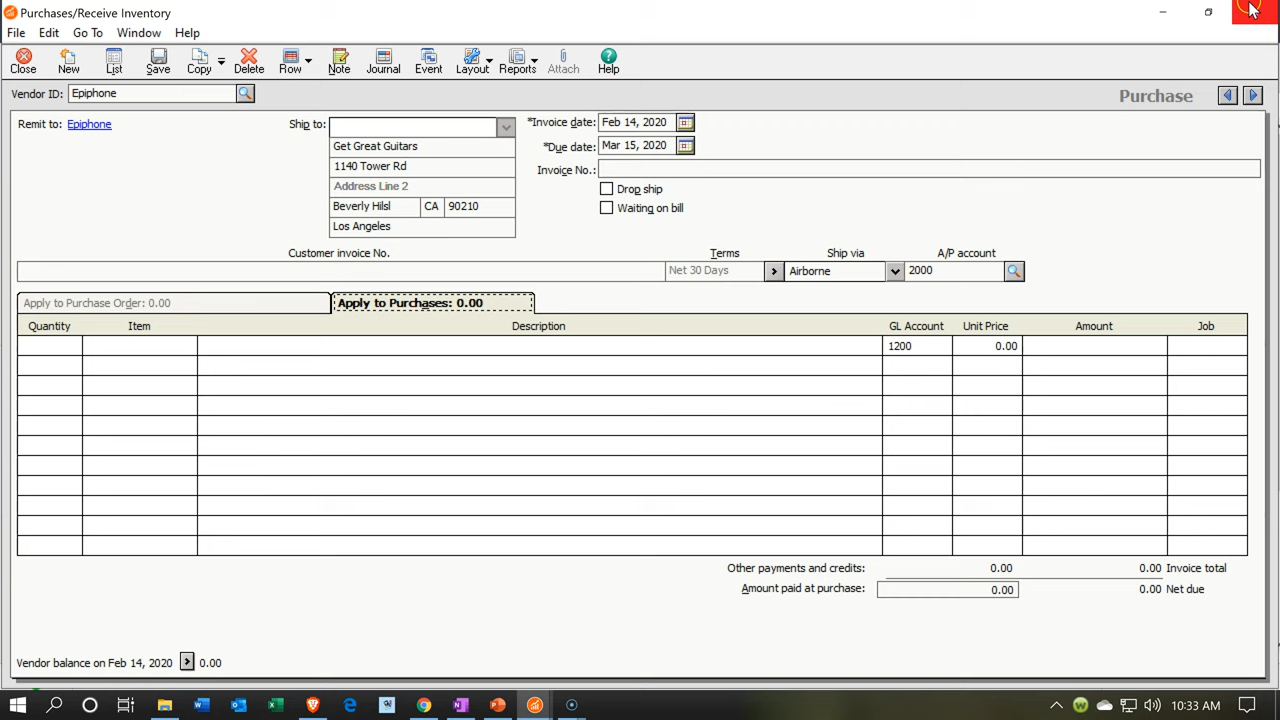 Purchases/Receive Inventory
File Edit Go To Window Help
Close New List Save Copy Delete Row Note Journal Event Layout Reports Attach Help
Vendor ID: Epiphone
Purchase
Remit to: Epiphone
Ship to:
Get Great Guitars
1140 Tower Rd
Address Line 2
Beverly Hilsl CA 90210
Los Angeles
*Invoice date: Feb 14, 2020
*Due date: Mar 15, 2020
Invoice No.:
Drop ship
Waiting on bill
Customer invoice No. Terms Ship via A/P account
Net 30 Days Airborne 2000
Apply to Purchase Order: 0.00 Apply to Purchases: 0.00
Quantity Item Description GL Account Unit Price Amount Job
1200 0.00
Other payments and credits: 0.00 0.00 Invoice total
Amount paid at purchase: 0.00 0.00 Net due
Vendor balance on Feb 14, 2020 0.00
10:33 AM